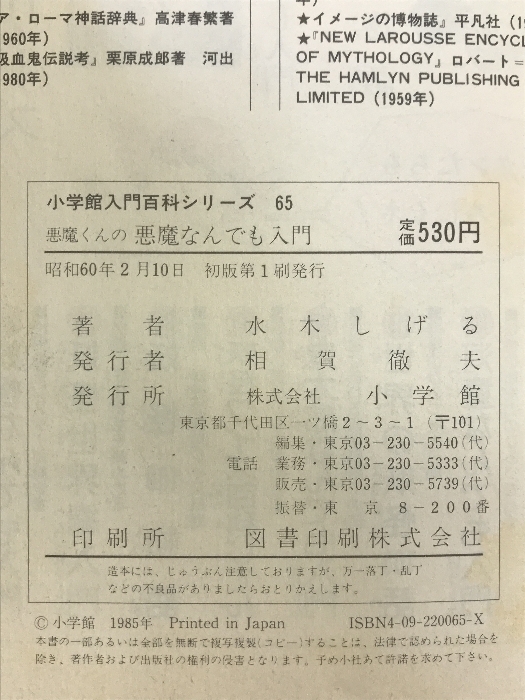 ア・ローマ神話辞典』高津春繁著
960年)
吸血鬼伝説考』栗原成郎著 河出
980年)
★イメージの博物誌』平凡社(19
★『NEW LAROUSSE ENCYCL
OF MYTHOLOGY』ロバート＝
THE HAMLYN PUBLISHING
LIMITED (1959年)
小学館入門百科シリーズ 65
悪魔くんの 悪魔なんでも入門 定価530円
昭和60年2月10日 初版第1刷発行
著者 水木しげる
発行者 相賀徹夫
発行所 株式会社 小学館
東京都千代田区一ツ橋2～3～1(〒101)
編集・東京03－230－5540(代)
電話 業務・東京03－230－5333(代)
販売・東京03－230－5739(代)
振替・東京 8－200番
印刷所 図書印刷株式会社
造本には、じゅうぶん注意しておりますが、万一落丁・乱丁
などの不良品がありましたらおとりかえします。
© 小学館 1985年 Printed in Japan ISBN4-09-220065-X
本書の一部あるいは全部を無断で複写複製(コピー)することは、法律で認められた場合を
除き、著作者および出版社の権利の侵害となります。予め小社あて許諾を求めて下さい。